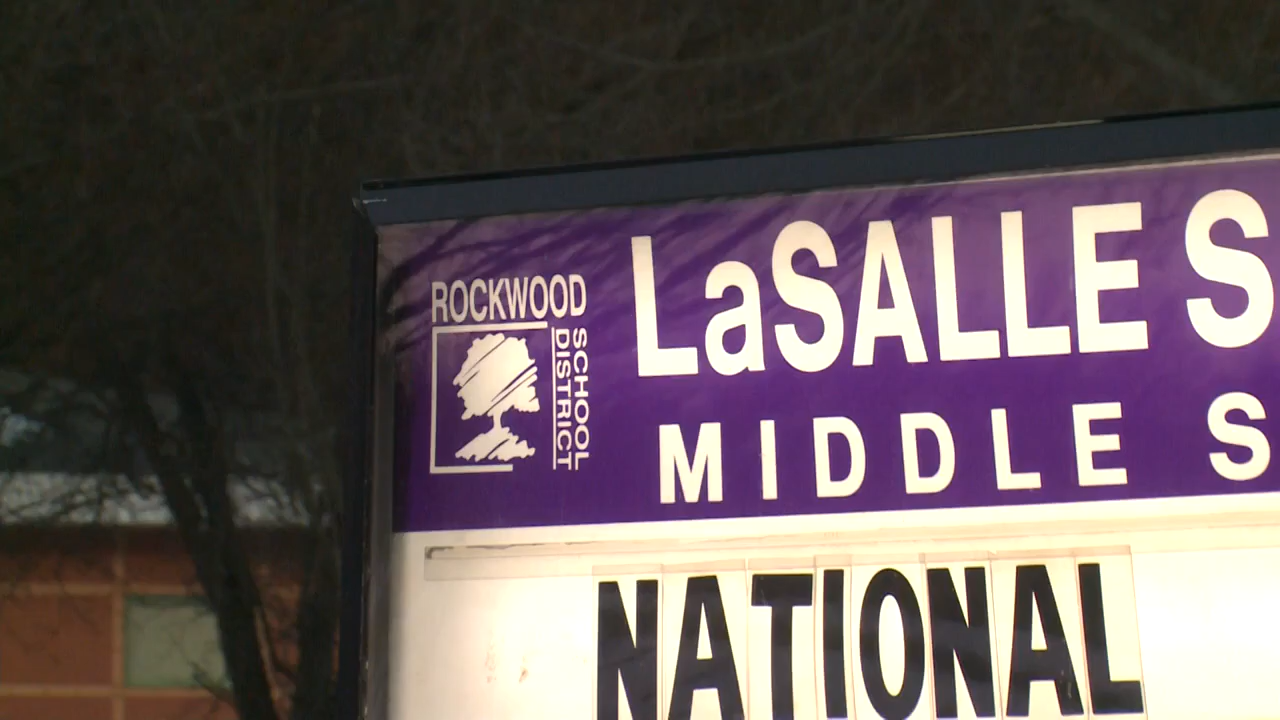 ROCKWOOD
SCHOOL
DISTRICT
LaSALLE S
MIDDLE S
NATIONAL